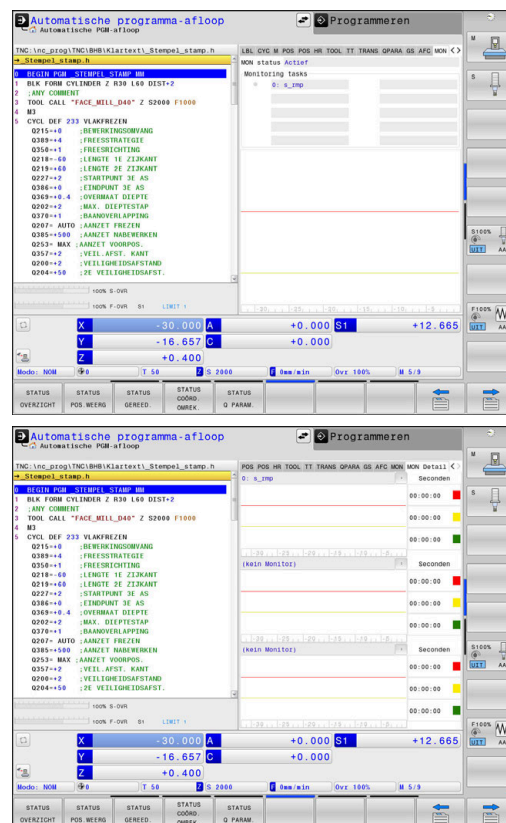 Automatische programma-afloop
Automatische PGM-afloop
Programmeren
TNC:\nc_prog\TNC\BHB\Klartext\_Stempel_stamp.h
→_Stempel_stamp.h
0 BEGIN PGM _STEMPEL_STAMP MM
1 BLK FORM CYLINDER Z R30 L60 DIST+2
2 ;ANY COMMENT
3 TOOL CALL "FACE_MILL_D40" Z S2000 F1000
4 M3
5 CYCL DEF 233 VLAKFREZEN
Q215=+0 ;BEWERKINGSOMVANG
Q389=+4 ;FREESSTRATEGIE
Q350=+1 ;FREESRICHTING
Q218=-60 ;LENGTE 1E ZIJKANT
Q219=+60 ;LENGTE 2E ZIJKANT
Q227=+2 ;STARTPUNT 3E AS
Q386=+0 ;EINDPUNT 3E AS
Q369=+0.4 ;OVERMAAT DIEPTE
Q202=+2 ;MAX. DIEPTESTAP
Q370=+1 ;BAANOVERLAPPING
Q207= AUTO ;AANZET FREZEN
Q385=+500 ;AANZET NABEWERKEN
Q253= MAX ;AANZET VOORPOS.
Q357=+2 ;VEIL.AFST. KANT
Q200=+2 ;VEILIGHEIDSAFSTAND
Q204=+50 ;2E VEILIGHEIDSAFST.
LBL CYC M POS POS HR TOOL TT TRANS QPARA GS AFC MON
MON status Actief
Monitoring tasks
0: s_rmp
100% S-OVR
100% F-OVR S1 LIMIT 1
X -30.000 A +0.000 S1 +12.665
Y -16.657 C +0.000
Z +0.400
Modo: NOM 0 T 50 Z S 2000 F 0mm/min Ovr 100% M 5/9
STATUS OVERZICHT
STATUS POS.WEERG
STATUS GEREED.
STATUS COÖRD. OMREK.
STATUS Q PARAM.
M
S
S100%
UIT AA
F100%
UIT AA
Automatische programma-afloop
Automatische PGM-afloop
Programmeren
TNC:\nc_prog\TNC\BHB\Klartext\_Stempel_stamp.h
→_Stempel_stamp.h
0 BEGIN PGM _STEMPEL_STAMP MM
1 BLK FORM CYLINDER Z R30 L60 DIST+2
2 ;ANY COMMENT
3 TOOL CALL "FACE_MILL_D40" Z S2000 F1000
4 M3
5 CYCL DEF 233 VLAKFREZEN
Q215=+0 ;BEWERKINGSOMVANG
Q389=+4 ;FREESSTRATEGIE
Q350=+1 ;FREESRICHTING
Q218=-60 ;LENGTE 1E ZIJKANT
Q219=+60 ;LENGTE 2E ZIJKANT
Q227=+2 ;STARTPUNT 3E AS
Q386=+0 ;EINDPUNT 3E AS
Q369=+0.4 ;OVERMAAT DIEPTE
Q202=+2 ;MAX. DIEPTESTAP
Q370=+1 ;BAANOVERLAPPING
Q207= AUTO ;AANZET FREZEN
Q385=+500 ;AANZET NABEWERKEN
Q253= MAX ;AANZET VOORPOS.
Q357=+2 ;VEIL.AFST. KANT
Q200=+2 ;VEILIGHEIDSAFSTAND
Q204=+50 ;2E VEILIGHEIDSAFST.
POS POS HR TOOL TT TRANS QPARA GS AFC MON MON Detail
0: s_rmp Seconden
00:00:00
00:00:00
00:00:00
(kein Monitor) Seconden
00:00:00
00:00:00
00:00:00
(kein Monitor) Seconden
00:00:00
00:00:00
00:00:00
100% S-OVR
100% F-OVR S1 LIMIT 1
X -30.000 A +0.000 S1 +12.665
Y -16.657 C +0.000
Z +0.400
Modo: NOM 0 T 50 Z S 2000 F 0mm/min Ovr 100% M 5/9
STATUS OVERZICHT
STATUS POS.WEERG
STATUS GEREED.
STATUS COÖRD. OMREK.
STATUS Q PARAM.
M
S
S100%
UIT AA
F100%
UIT AA